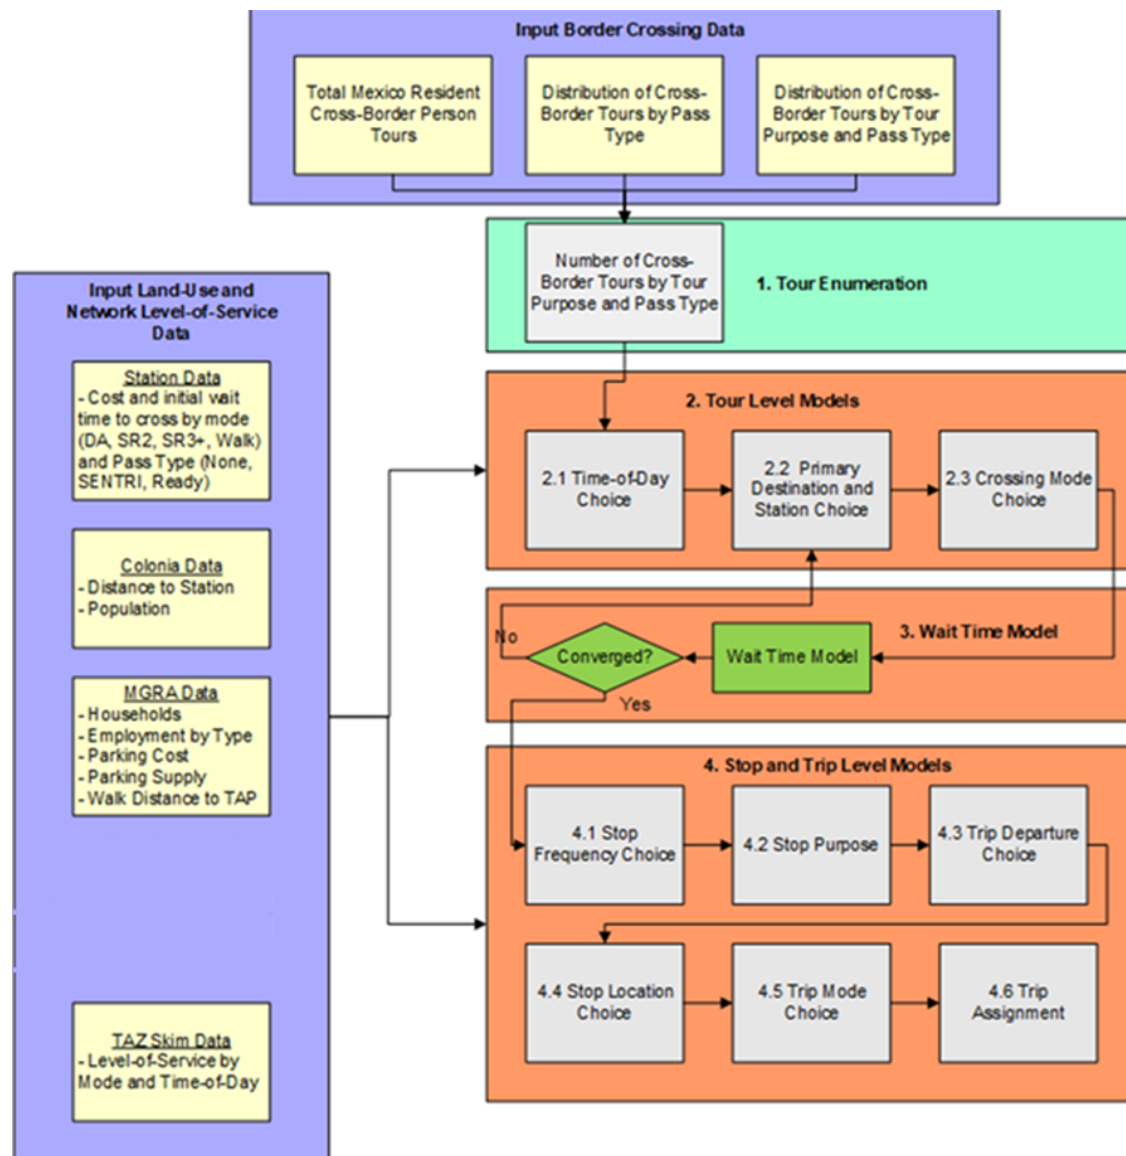 Input Border Crossing Data
Total Mexico Resident
Cross-Border Person
Tours
Distribution of Cross-
Border Tours by Pass
Type
Distribution of Cross-
Border Tours by Tour
Purpose and Pass Type
Number of Cross-
Border Tours by Tour
Purpose and Pass Type
1. Tour Enumeration
Input Land-Use and
Network Level-of-Service
Data
Station Data
- Cost and initial wait
time to cross by mode
(DA, SR2, SR3+, Walk)
and Pass Type (None,
SENTRI, Ready)
Colonia Data
- Distance to Station
- Population
MGRA Data
- Households
- Employment by Type
- Parking Cost
- Parking Supply
- Walk Distance to TAP
TAZ Skim Data
- Level-of-Service by
Mode and Time-of-Day
2. Tour Level Models
2.1 Time-of-Day
Choice
2.2 Primary
Destination and
Station Choice
2.3 Crossing Mode
Choice
3. Wait Time Model
No
Converged?
Wait Time Model
Yes
4. Stop and Trip Level Models
4.1 Stop
Frequency Choice
4.2 Stop Purpose
4.3 Trip Departure
Choice
4.4 Stop Location
Choice
4.5 Trip Mode
Choice
4.6 Trip
Assignment